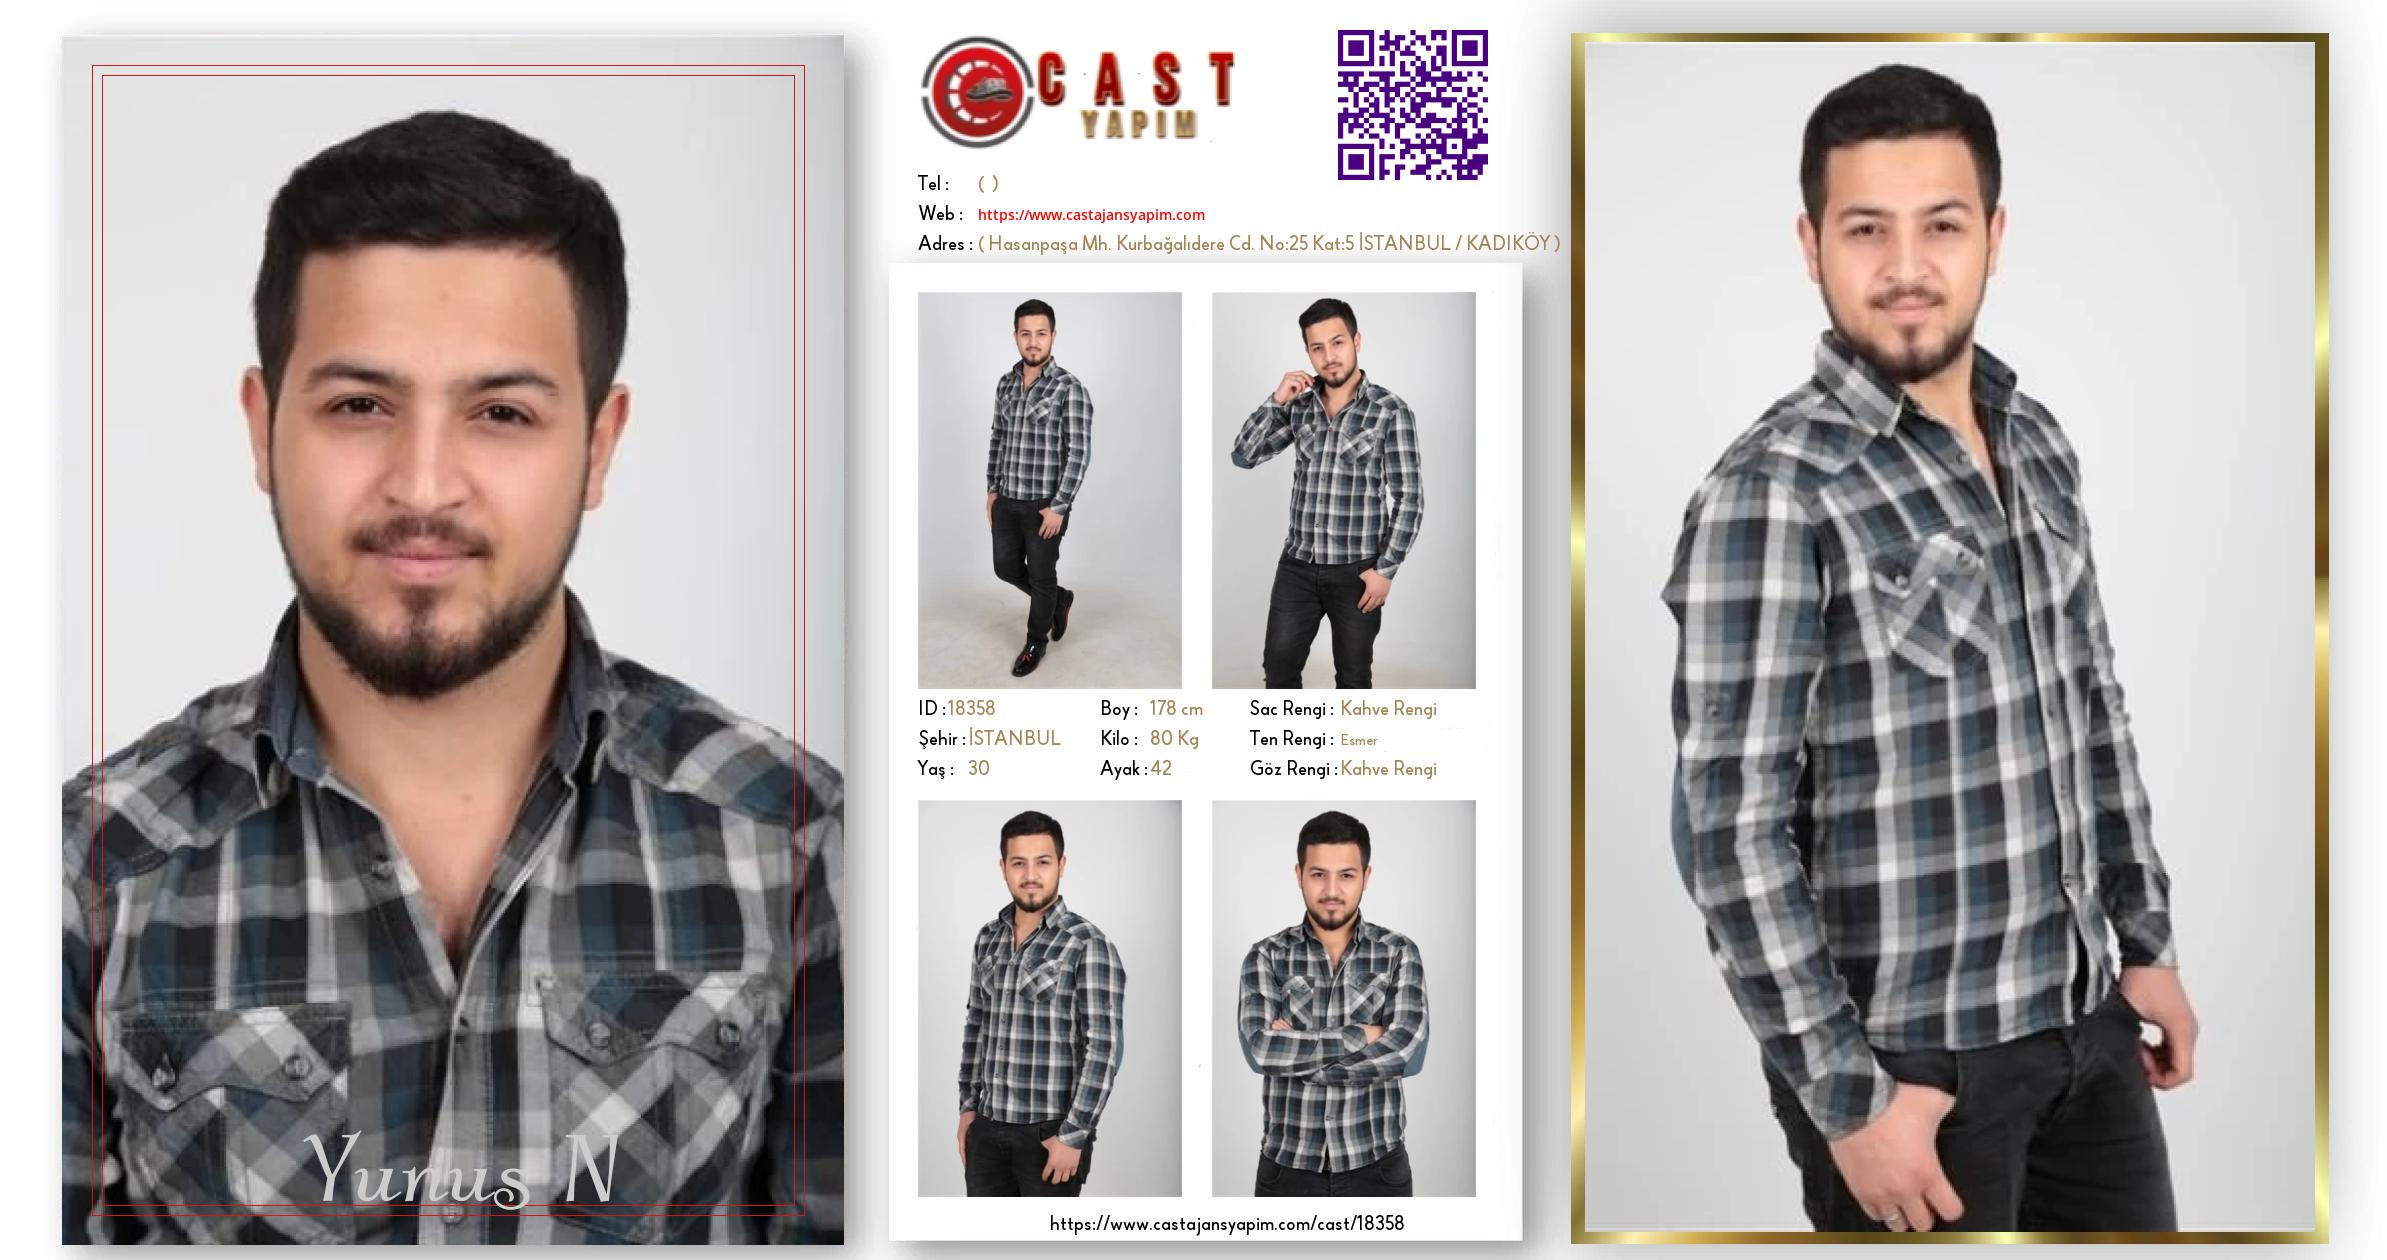 Yunus N
CAST
YAPIM
Tel : ( )
Web : https://www.castajansyapim.com
Adres : ( Hasanpaşa Mh. Kurbağalıdere Cd. No:25 Kat:5 İSTANBUL / KADIKÖY )
ID : 18358 Boy : 178 cm Sac Rengi : Kahve Rengi
Şehir : İSTANBUL Kilo : 80 Kg Ten Rengi : Esmer
Yaş : 30 Ayak : 42 Göz Rengi : Kahve Rengi
https://www.castajansyapim.com/cast/18358